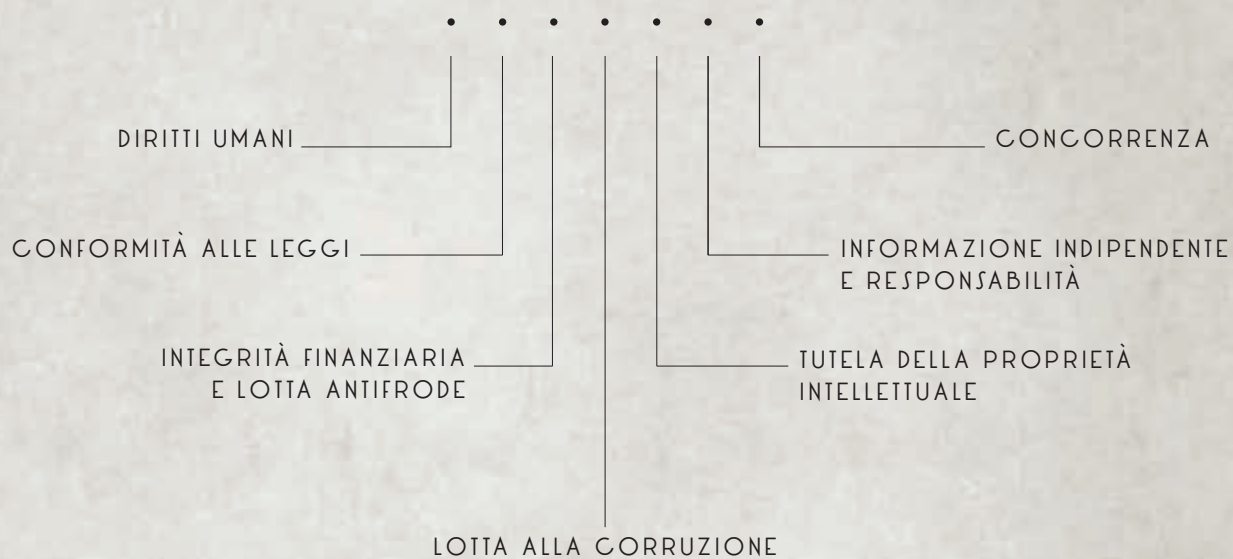 DIRITTI UMANI
CONCORRENZA
CONFORMITÀ ALLE LEGGI
INFORMAZIONE INDIPENDENTE
E RESPONSABILITÀ
INTEGRITÀ FINANZIARIA
E LOTTA ANTIFRODE
TUTELA DELLA PROPRIETÀ
INTELLETTUALE
LOTTA ALLA CORRUZIONE